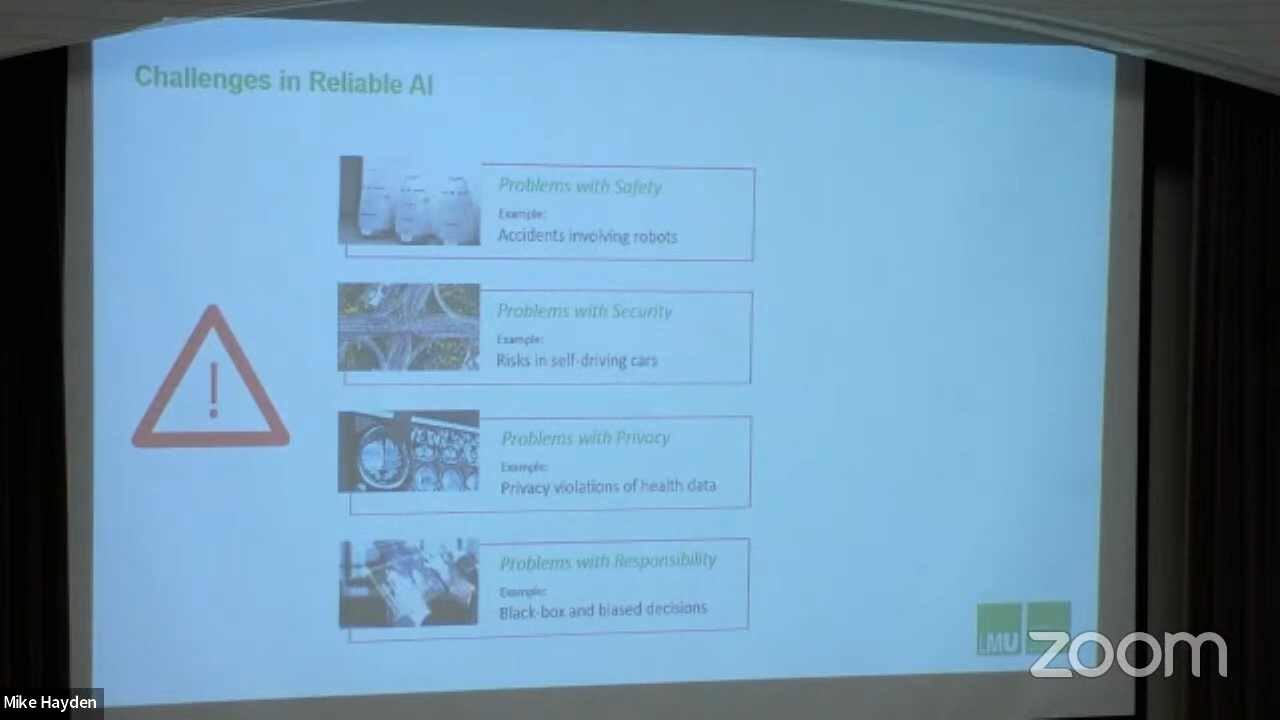 Challenges in Reliable AI
Problems with Safety
Example:
Accidents involving robots
Problems with Security
Example:
Risks in self-driving cars
Problems with Privacy
Example:
Privacy violations of health data
Problems with Responsibility
Example:
Black-box and biased decisions
LMU
zoom
Mike Hayden